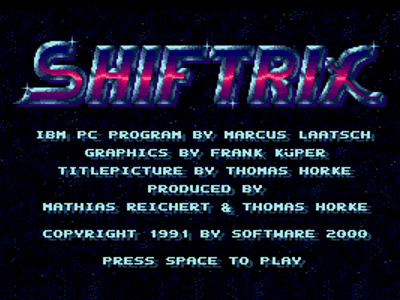 SHIFTRIX
IBM PC PROGRAM BY MARCUS LAATSCH
GRAPHICS BY FRANK KüPER
TITLEPICTURE BY THOMAS HORKE
PRODUCED BY
MATHIAS REICHERT & THOMAS HORKE
COPYRIGHT 1991 BY SOFTWARE 2000
PRESS SPACE TO PLAY